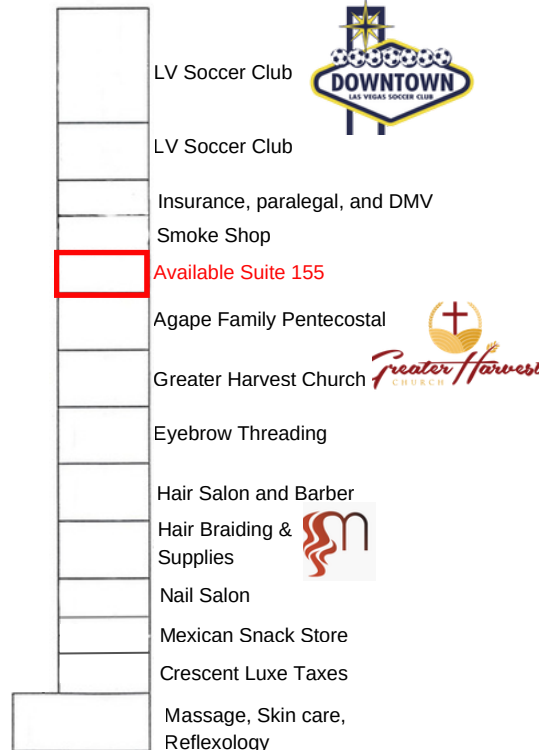 LV Soccer Club
DOWNTOWN
LAS VEGAS SOCCER CLUB
LV Soccer Club
Insurance, paralegal, and DMV
Smoke Shop
Available Suite 155
Agape Family Pentecostal
Greater Harvest Church
Greater Harvest
CHURCH
Eyebrow Threading
Hair Salon and Barber
Hair Braiding &
Supplies
Nail Salon
Mexican Snack Store
Crescent Luxe Taxes
Massage, Skin care,
Reflexology